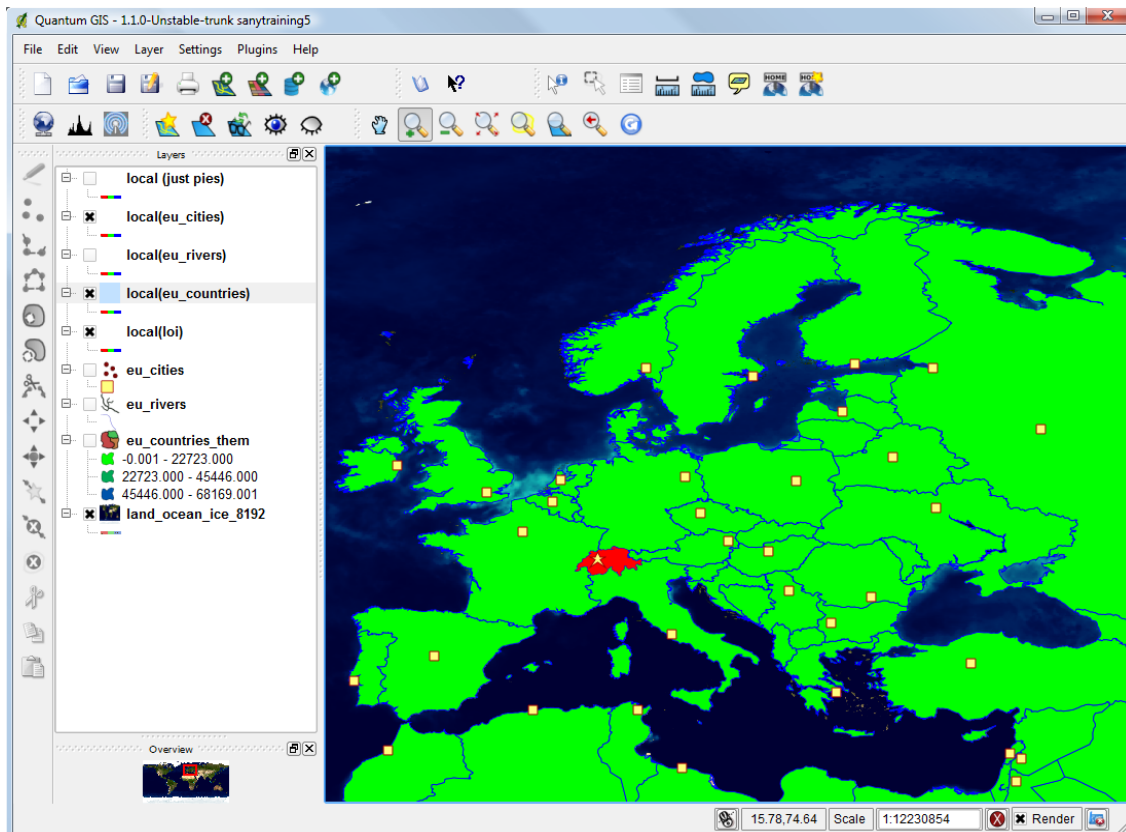 Quantum GIS - 1.1.0-Unstable-trunk sanytraining5
File Edit View Layer Settings Plugins Help
HOME HOME
Layers
local (just pies)
local(eu_cities)
local(eu_rivers)
local(eu_countries)
local(loi)
eu_cities
eu_rivers
eu_countries_them
-0.001 - 22723.000
22723.000 - 45446.000
45446.000 - 68169.001
land_ocean_ice_8192
Overview
15.78,74.64 Scale 1:12230854 Render